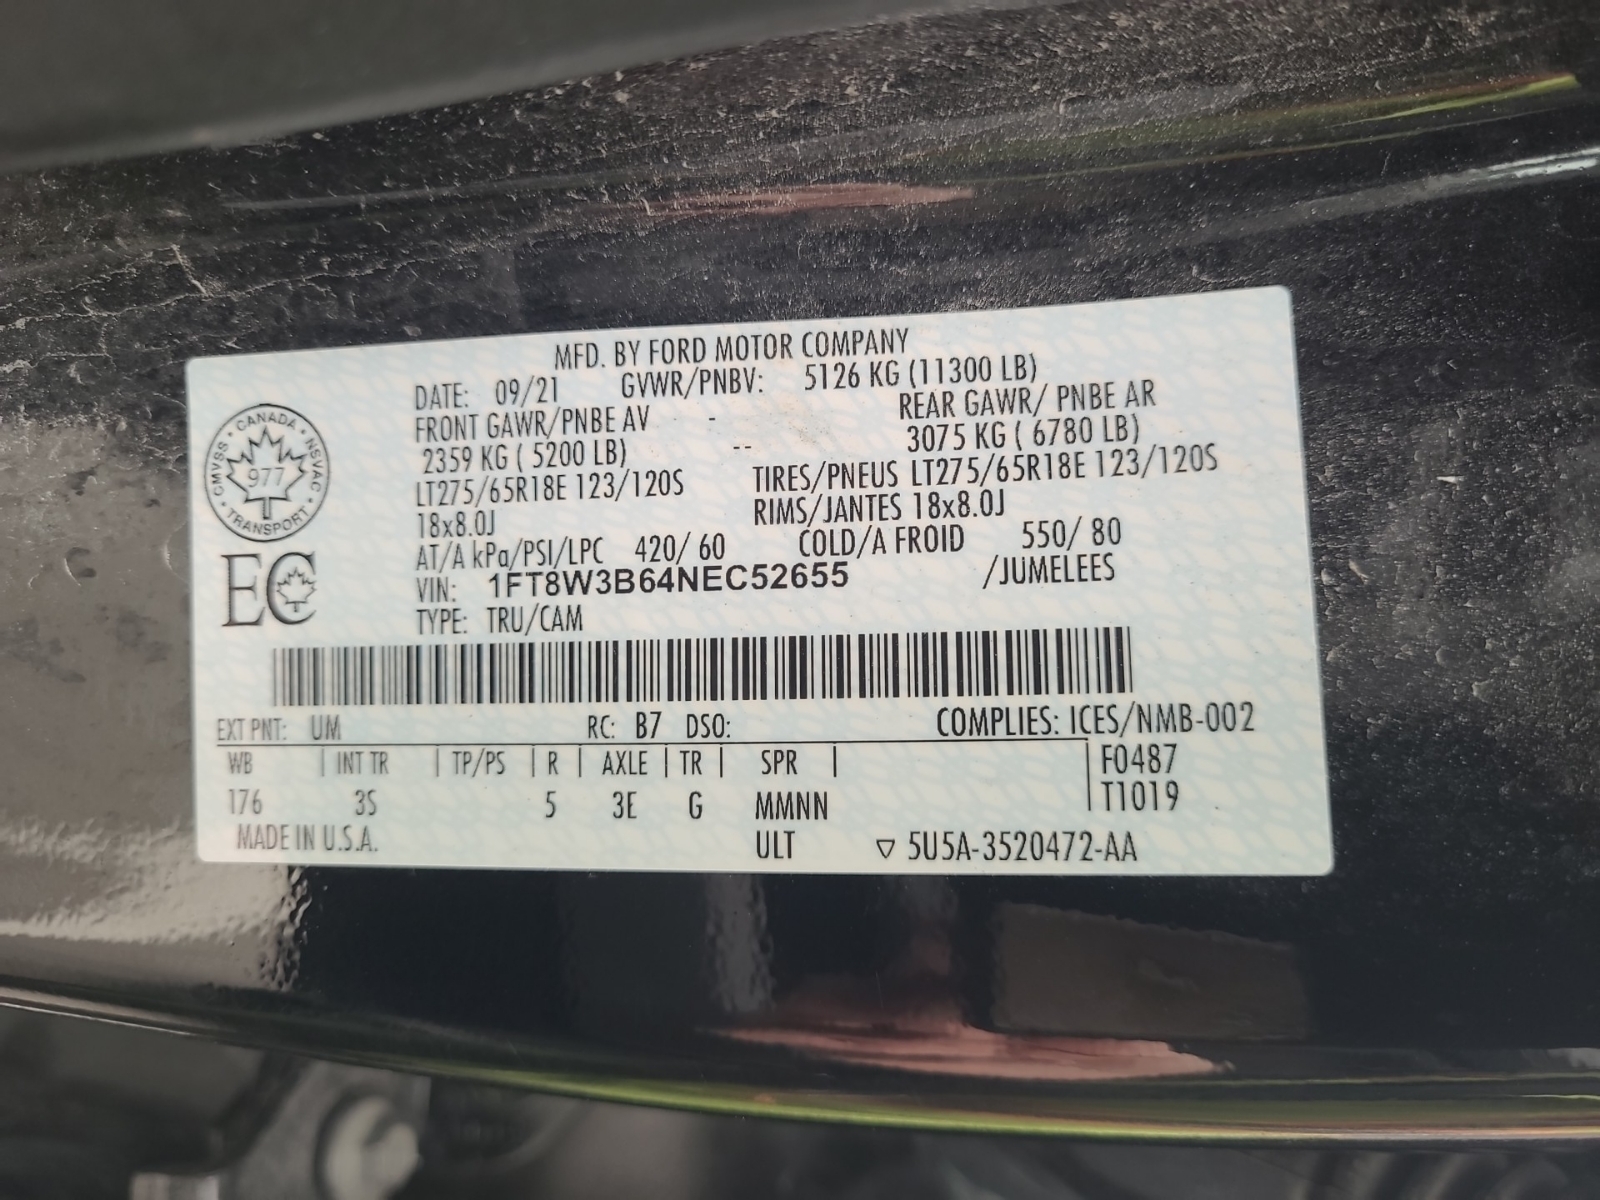 MFD. BY FORD MOTOR COMPANY
DATE: 09/21 GVWR/PNBV: 5126 KG (11300 LB)
FRONT GAWR/PNBE AV - REAR GAWR/ PNBE AR
2359 KG ( 5200 LB) -- 3075 KG ( 6780 LB)
LT275/65R18E 123/120S TIRES/PNEUS LT275/65R18E 123/120S
18x8.0J RIMS/JANTES 18x8.0J
AT/A kPa/PSI/LPC 420/ 60 COLD/A FROID 550/ 80
VIN: 1FT8W3B64NEC52655 /JUMELEES
TYPE: TRU/CAM
CMVSS • CANADA • NSVAC • TRANSPORT •
977
EC
EXT PNT: UM RC: B7 DSO: COMPLIES: ICES/NMB-002
WB | INT TR | TP/PS | R | AXLE | TR | SPR | F0487
176 3S 5 3E G MMNN T1019
MADE IN U.S.A. ULT ▽ 5U5A-3520472-AA